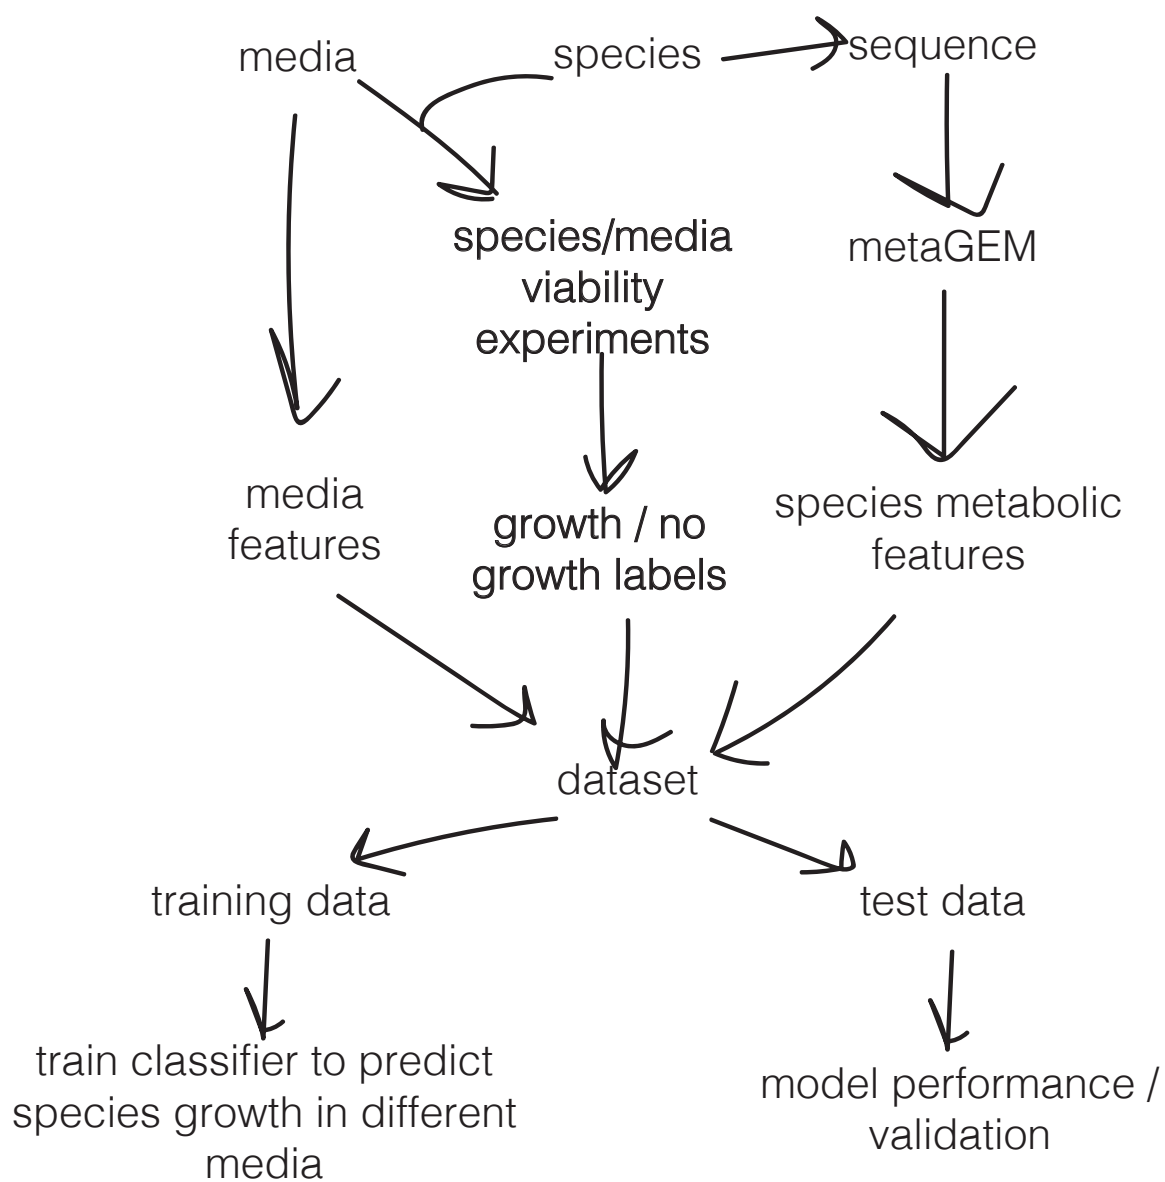 media
species
sequence
species/media
viability
experiments
metaGEM
media
features
growth / no
growth labels
species metabolic
features
dataset
training data
test data
train classifier to predict
species growth in different
media
model performance /
validation